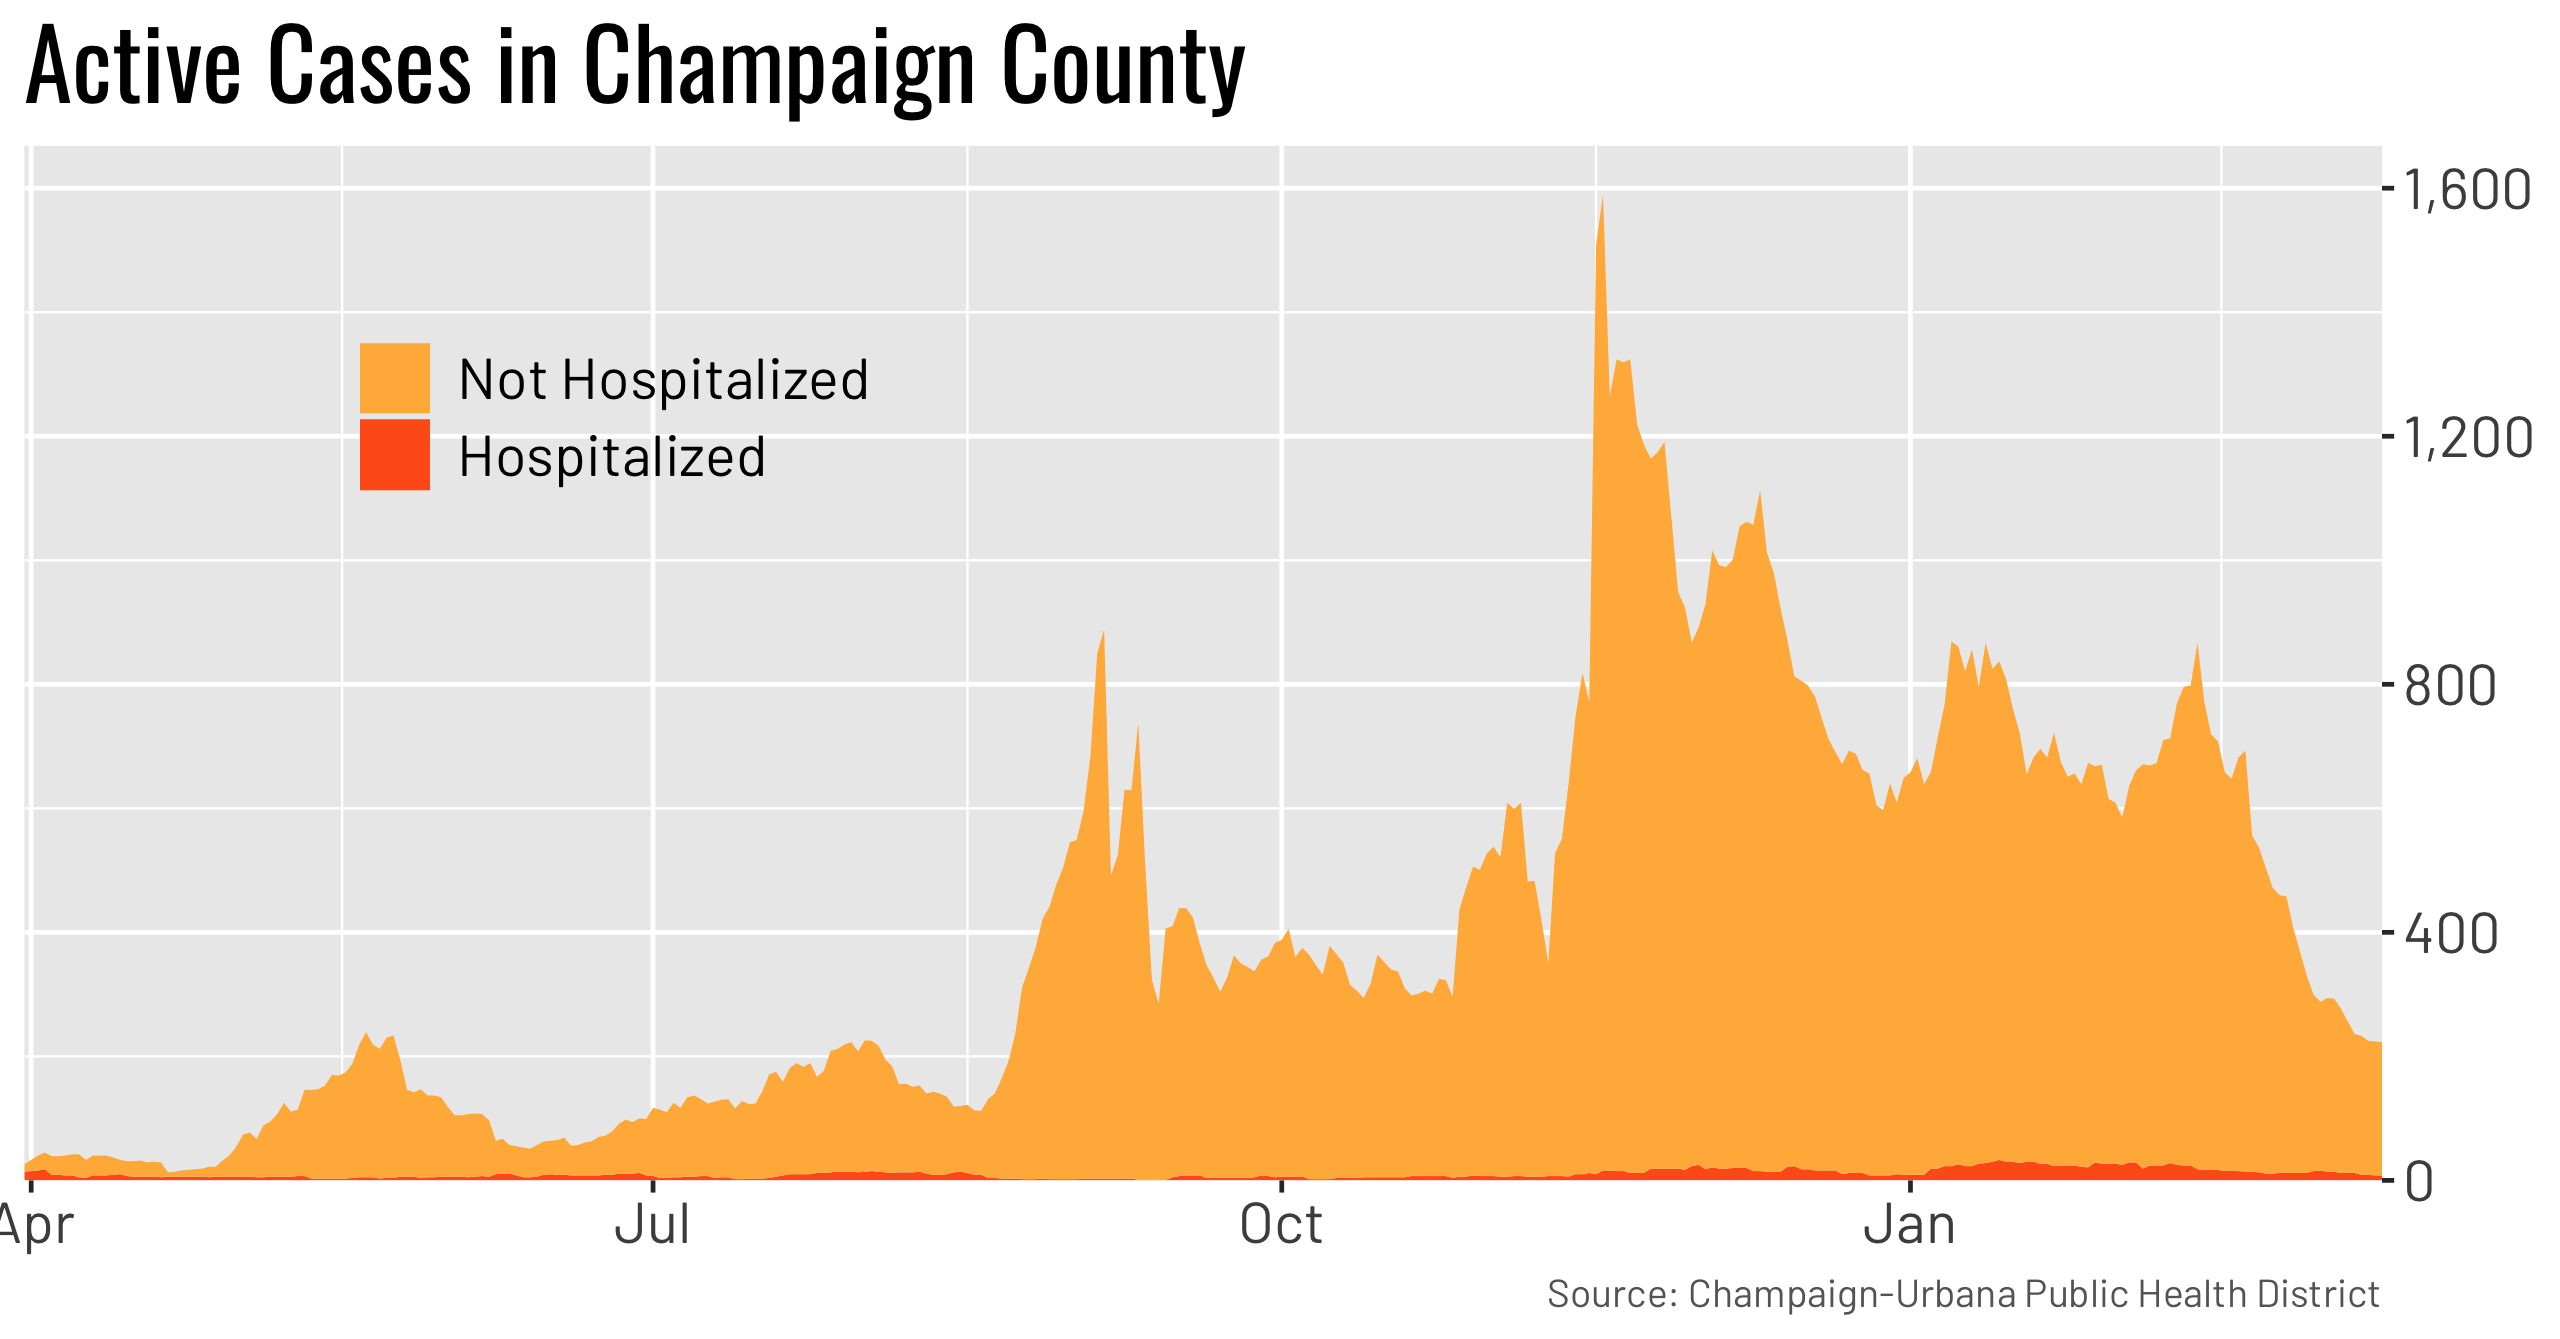 Active Cases in Champaign County
Not Hospitalized
Hospitalized
1,600
1,200
800
400
0
Apr Jul Oct Jan
Source: Champaign-Urbana Public Health District